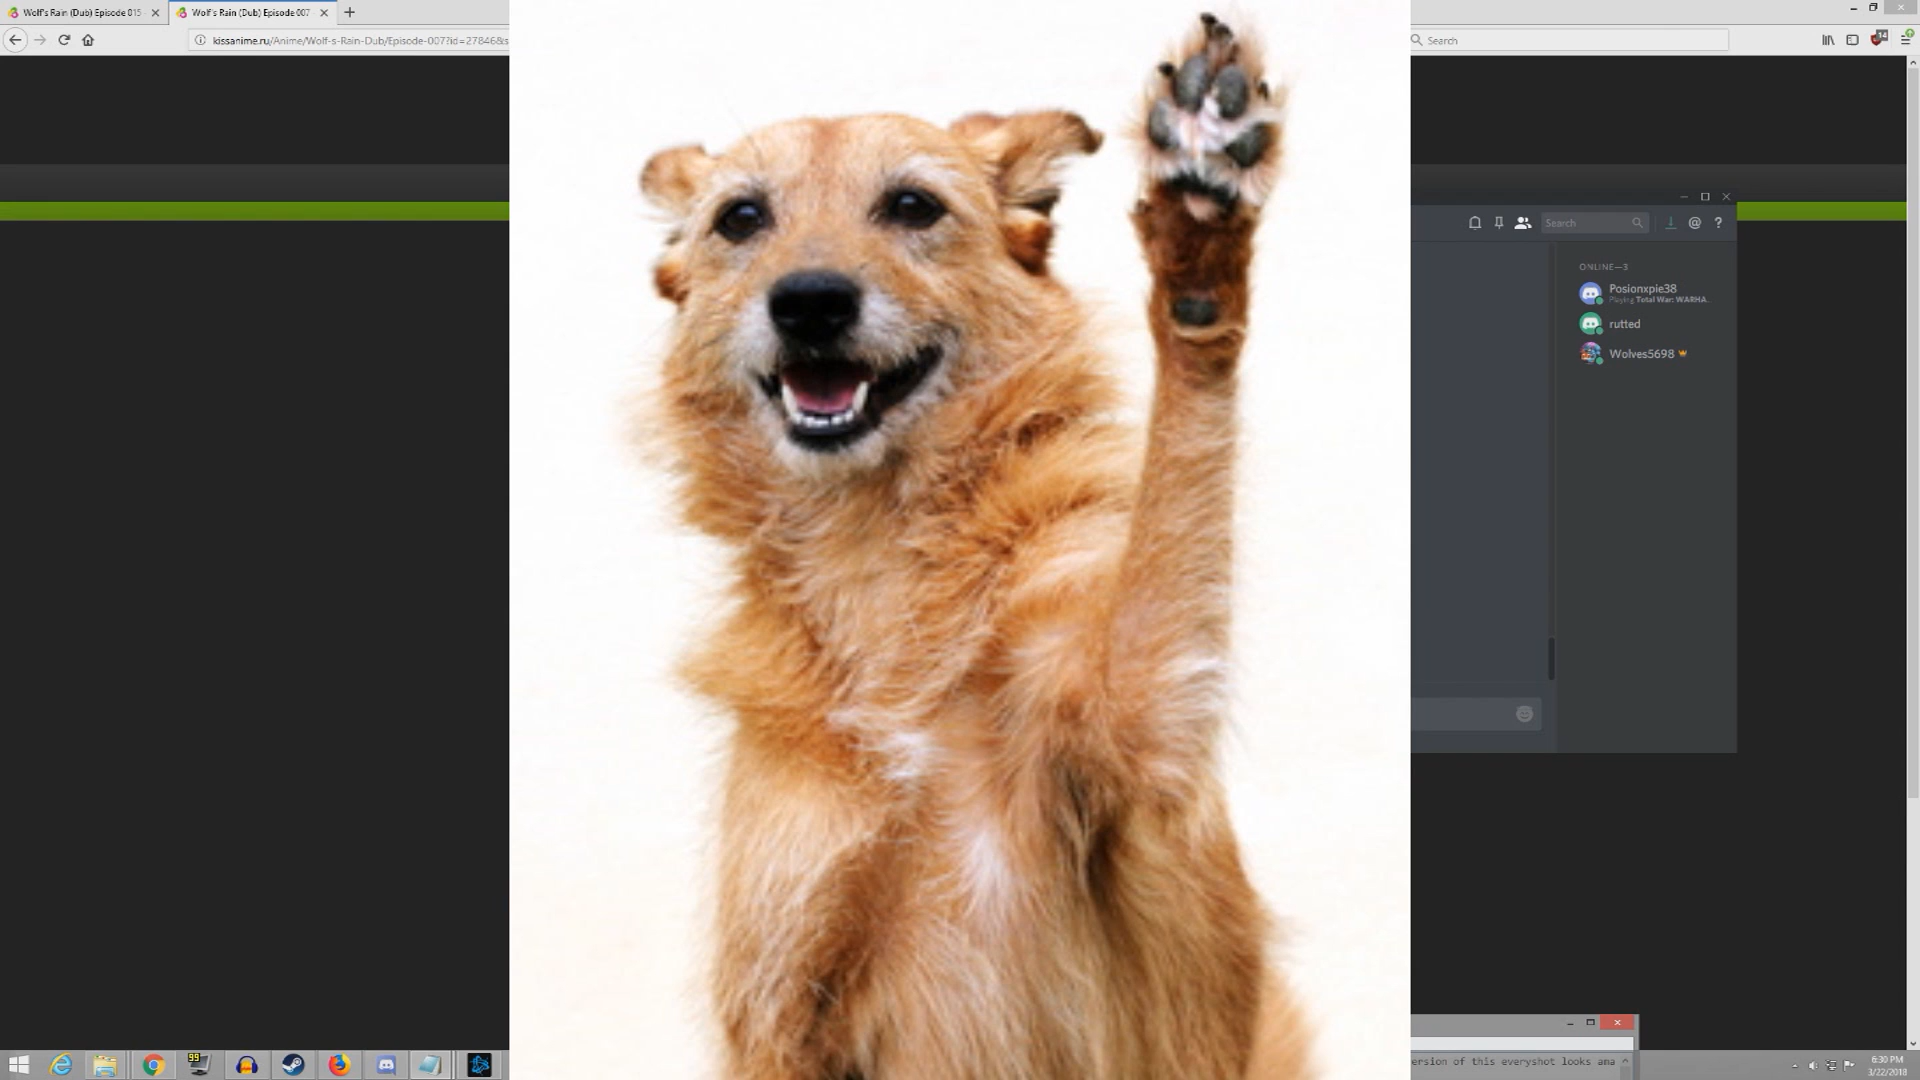 Wolf's Rain (Dub) Episode 015
Wolf's Rain (Dub) Episode 007
kissanime.ru/Anime/Wolf-s-Rain-Dub/Episode-007?id=27846&s
Search
14
Search
ONLINE—3
Posionxpie38
Playing Total War: WARHA...
rutted
Wolves5698
ersion of this everyshot looks ama
99
6:30 PM
3/22/2018